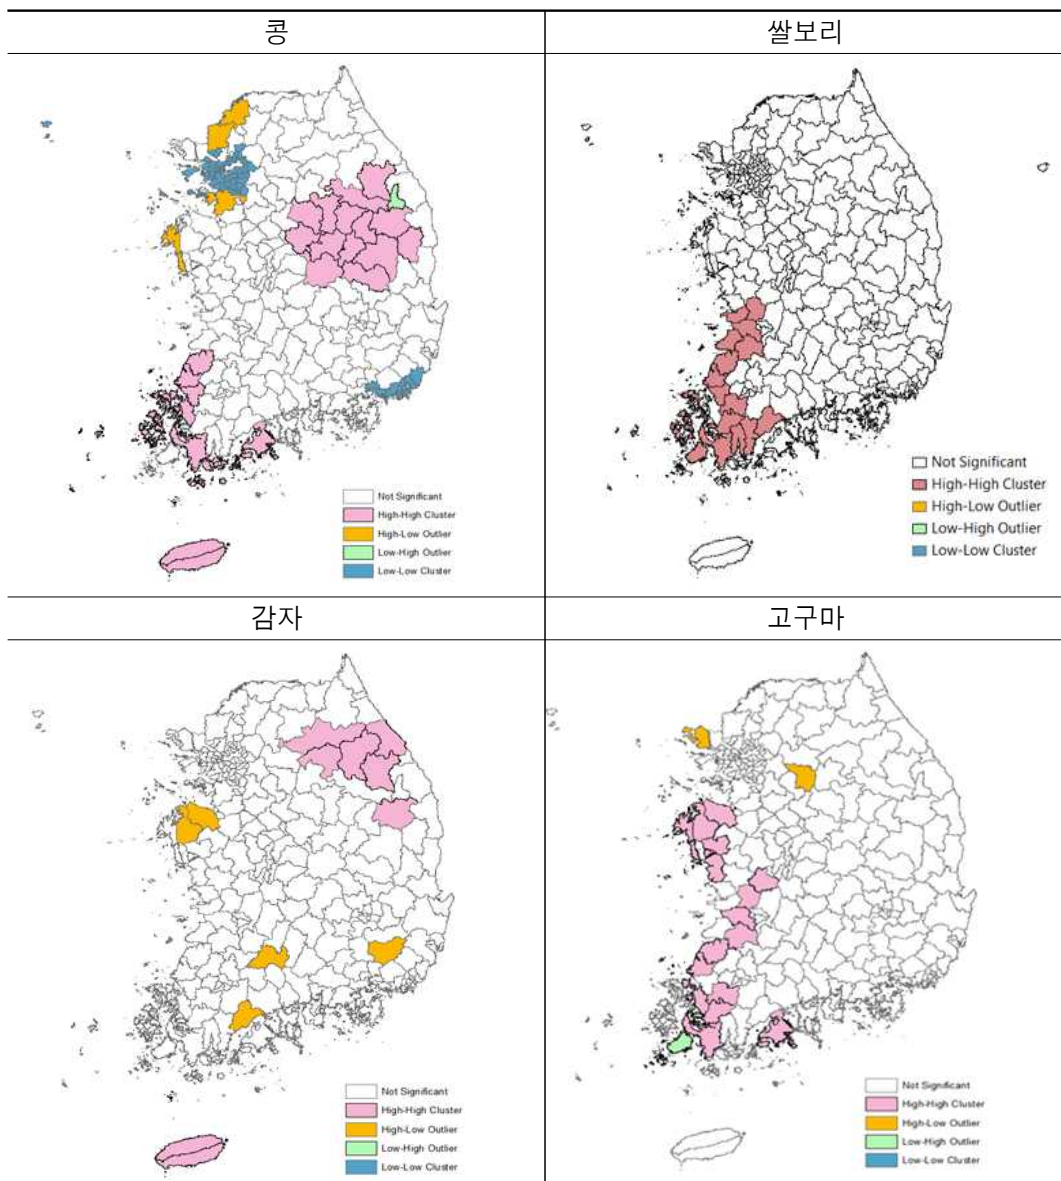 콩
쌀보리
Not Significant
High-High Cluster
High-Low Outlier
Low-High Outlier
Low-Low Cluster
Not Significant
High-High Cluster
High-Low Outlier
Low-High Outlier
Low-Low Cluster
감자
고구마
Not Significant
High-High Cluster
High-Low Outlier
Low-High Outlier
Low-Low Cluster
Not Significant
High-High Cluster
High-Low Outlier
Low-High Outlier
Low-Low Cluster